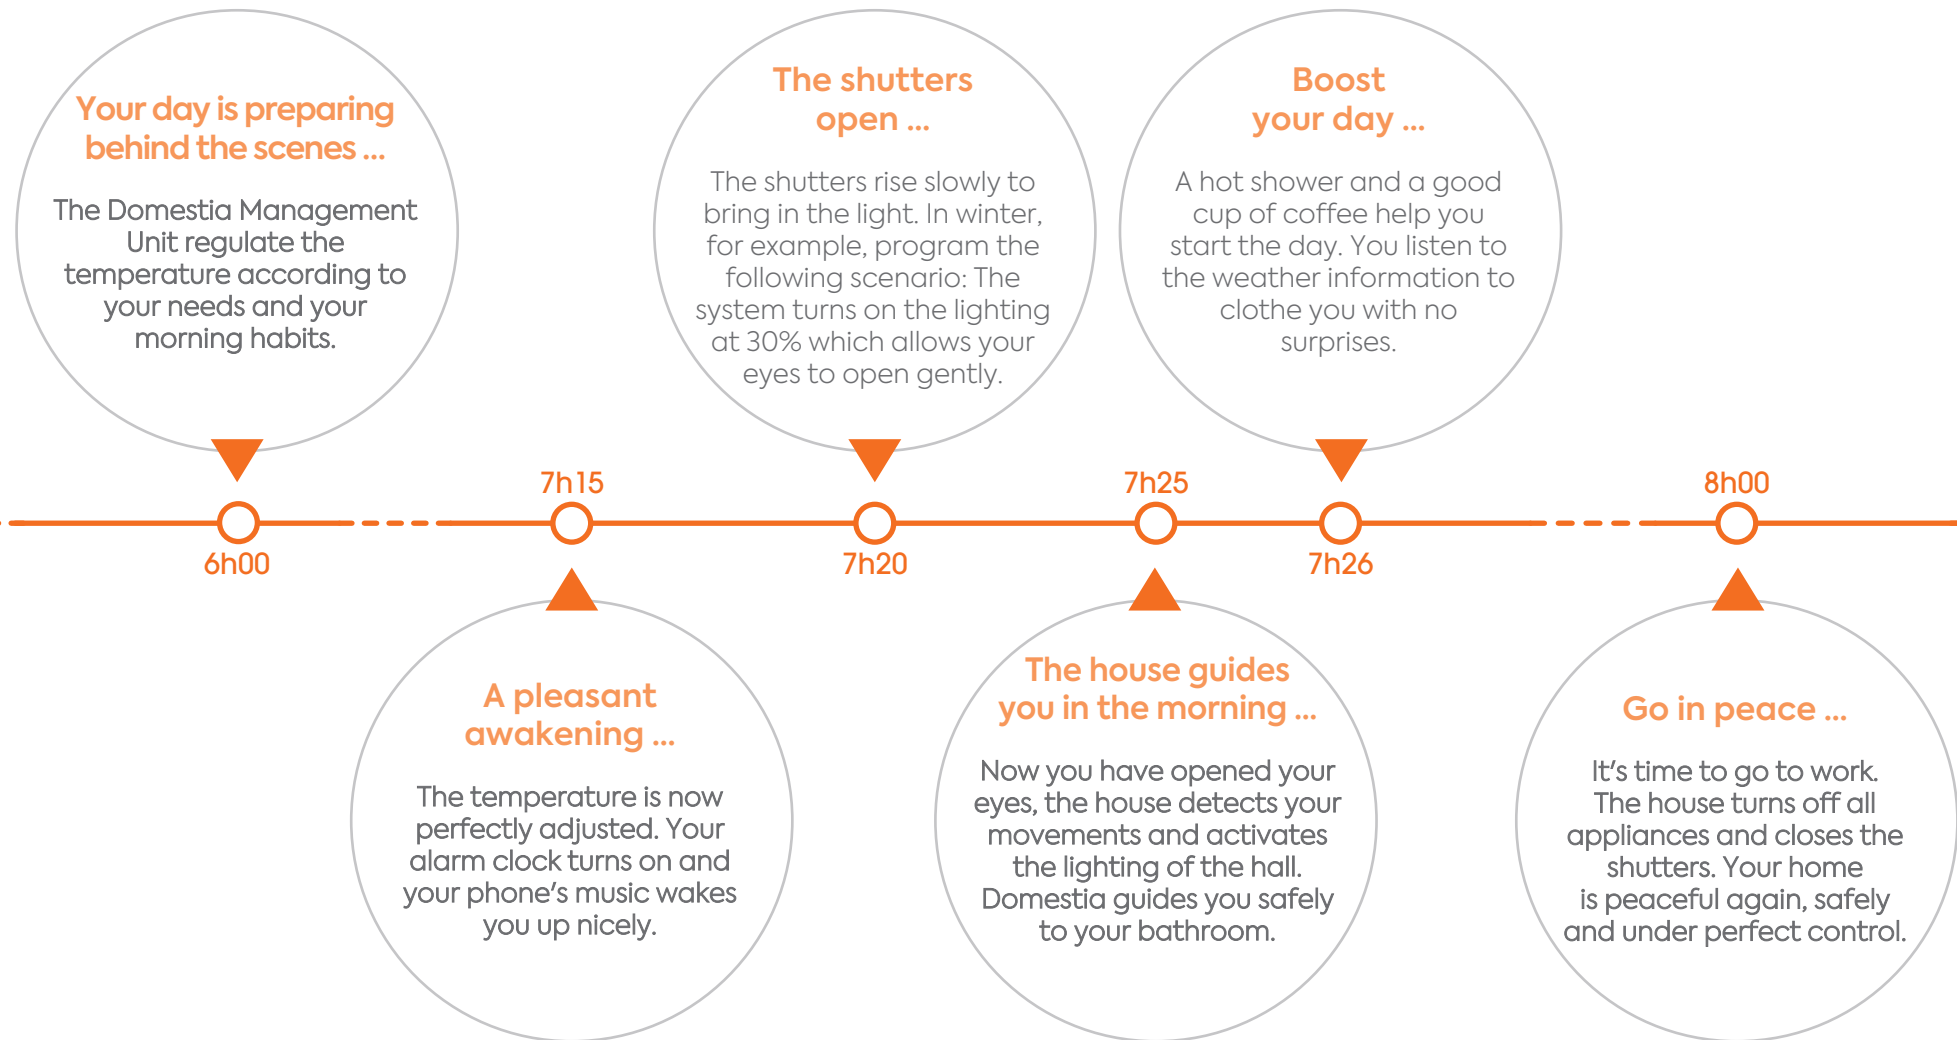 Your day is preparing
behind the scenes ...
The Domestia Management
Unit regulate the
temperature according to
your needs and your
morning habits.
6h00
7h15
A pleasant
awakening ...
The temperature is now
perfectly adjusted. Your
alarm clock turns on and
your phone's music wakes
you up nicely.
The shutters
open ...
The shutters rise slowly to
bring in the light. In winter,
for example, program the
following scenario: The
system turns on the lighting
at 30% which allows your
eyes to open gently.
7h20
7h25
The house guides
you in the morning ...
Now you have opened your
eyes, the house detects your
movements and activates
the lighting of the hall.
Domestia guides you safely
to your bathroom.
Boost
your day ...
A hot shower and a good
cup of coffee help you
start the day. You listen to
the weather information to
clothe you with no
surprises.
7h26
8h00
Go in peace ...
It's time to go to work.
The house turns off all
appliances and closes the
shutters. Your home
is peaceful again, safely
and under perfect control.